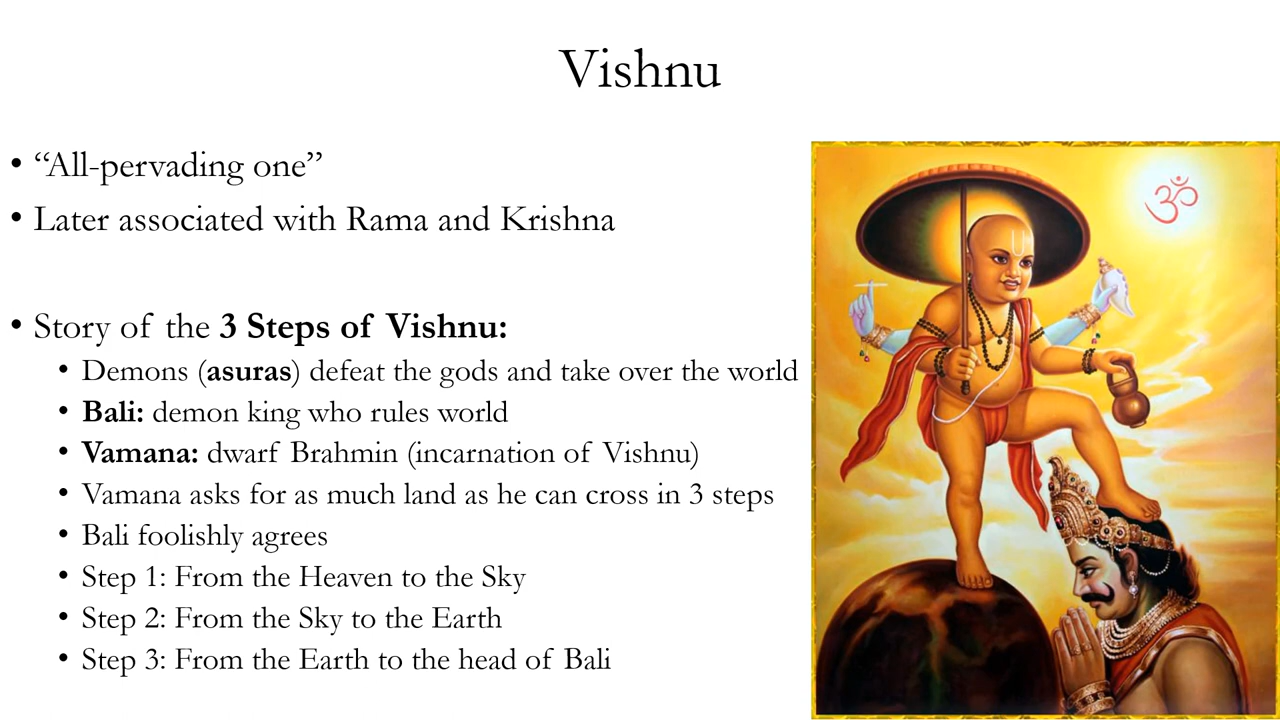 Vishnu
• “All-pervading one”
• Later associated with Rama and Krishna
• Story of the 3 Steps of Vishnu:
• Demons (asuras) defeat the gods and take over the world
• Bali: demon king who rules world
• Vamana: dwarf Brahmin (incarnation of Vishnu)
• Vamana asks for as much land as he can cross in 3 steps
• Bali foolishly agrees
• Step 1: From the Heaven to the Sky
• Step 2: From the Sky to the Earth
• Step 3: From the Earth to the head of Bali
ॐ